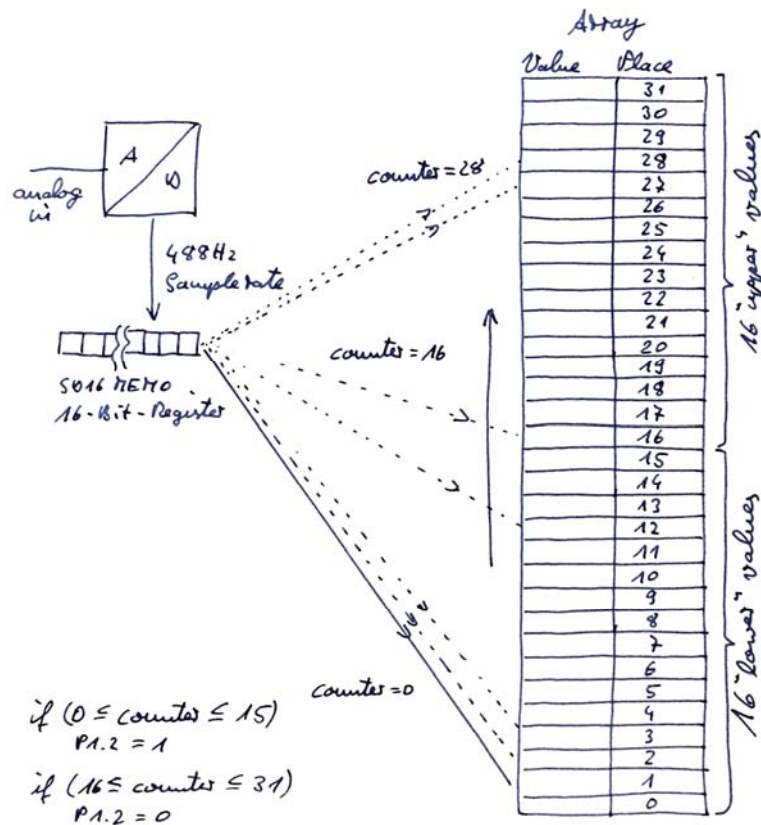 Array
Value Place
31
30
29
28
27
26
25
24
23
22
21
20
19
18
17
16
15
14
13
12
11
10
9
8
7
6
5
4
3
2
1
0
16 "upper" values
16 "lower" values
A
D
analog
in
488Hz
Sample rate
SD16MEM0
16-Bit-Register
counter=28
counter=16
counter=0
if (0 ≤ counter ≤ 15)
P1.2 = 1
if (16 ≤ counter ≤ 31)
P1.2 = 0